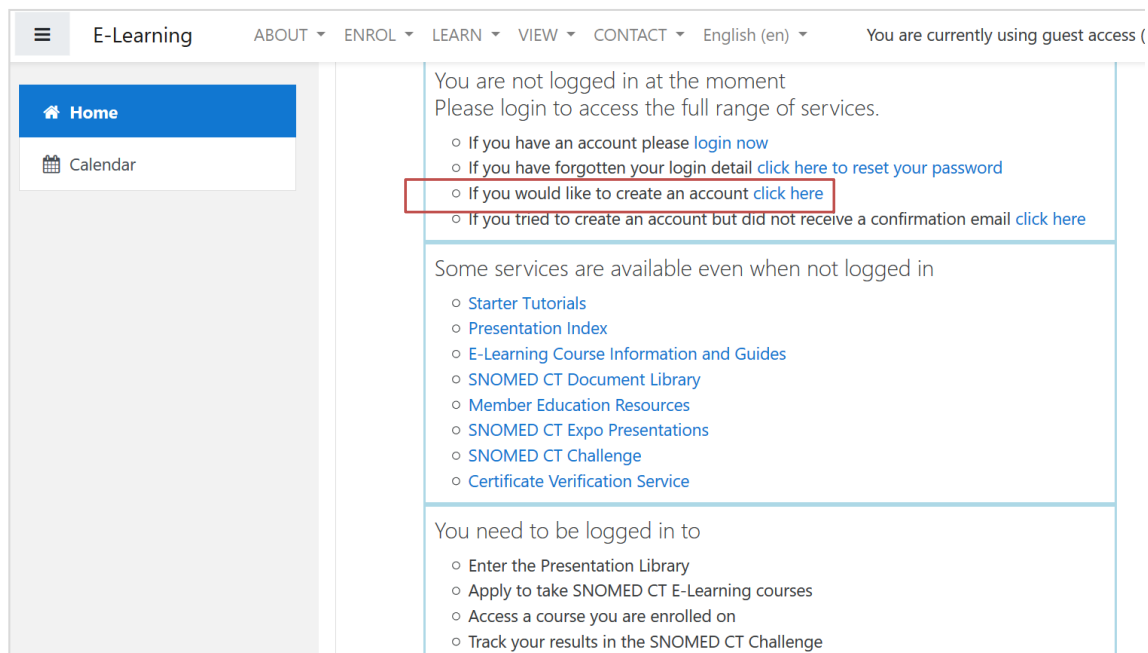 E-Learning ABOUT ENROL LEARN VIEW CONTACT English (en) You are currently using guest access (
Home
Calendar
You are not logged in at the moment
Please login to access the full range of services.
If you have an account please login now
If you have forgotten your login detail click here to reset your password
If you would like to create an account click here
If you tried to create an account but did not receive a confirmation email click here
Some services are available even when not logged in
Starter Tutorials
Presentation Index
E-Learning Course Information and Guides
SNOMED CT Document Library
Member Education Resources
SNOMED CT Expo Presentations
SNOMED CT Challenge
Certificate Verification Service
You need to be logged in to
Enter the Presentation Library
Apply to take SNOMED CT E-Learning courses
Access a course you are enrolled on
Track your results in the SNOMED CT Challenge